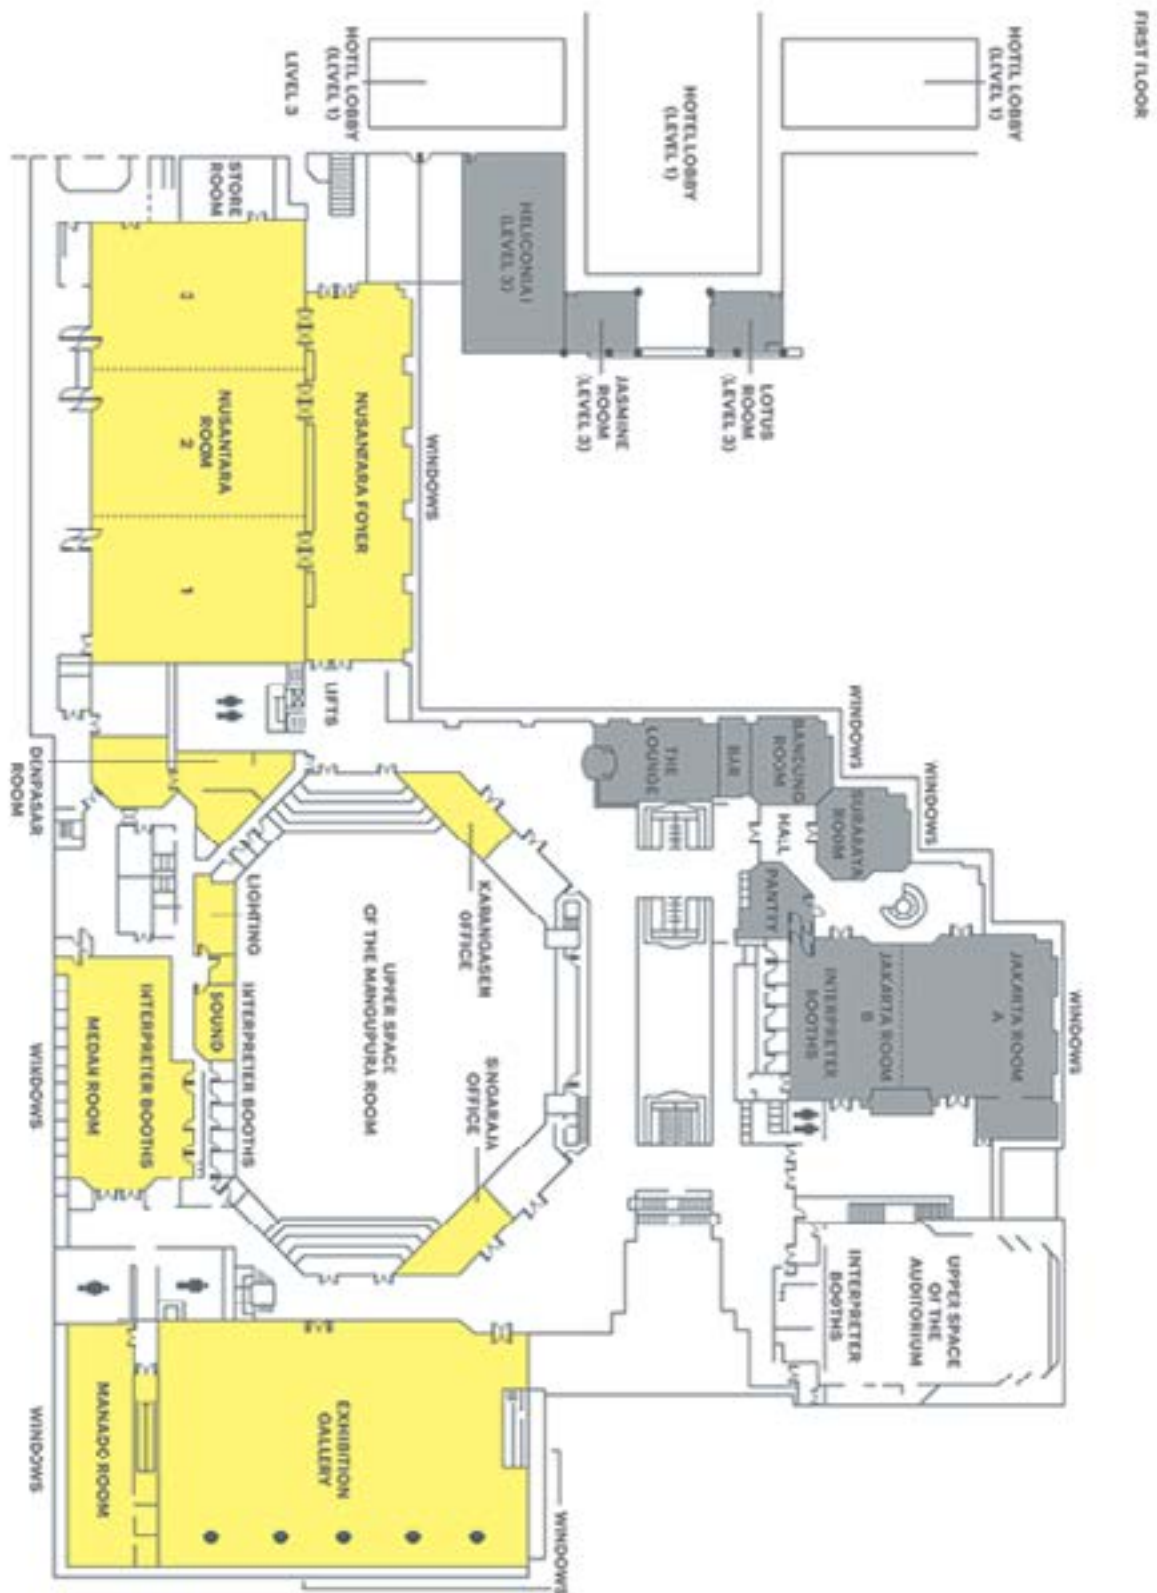 FIRST FLOOR
HOTEL LOBBY
(LEVEL 1)
HOTEL LOBBY
(LEVEL 1)
HOTEL LOBBY
(LEVEL 1)
LEVEL 3
LOTUS
ROOM
(LEVEL 3)
JASMINE
ROOM
(LEVEL 3)
HELICONIA I
(LEVEL 3)
STORE
ROOM
3
NUSANTARA
ROOM
2
1
NUSANTARA FOYER
WINDOWS
LIFTS
DENPASAR
ROOM
WINDOWS
WINDOWS
THE
LOUNGE
BAR
BANDUNG
ROOM
SURABAYA
ROOM
HALL
PANTRY
WINDOWS
JAKARTA ROOM
A
JAKARTA ROOM
B
INTERPRETER
BOOTHS
KARANGASEM
OFFICE
UPPER SPACE
OF THE MANGUPURA ROOM
SINGARAJA
OFFICE
LIGHTING
SOUND
INTERPRETER BOOTHS
INTERPRETER BOOTHS
MEDAN ROOM
WINDOWS
UPPER SPACE
OF THE
AUDITORIUM
INTERPRETER
BOOTHS
EXHIBITION
GALLERY
MANADO ROOM
WINDOWS
WINDOWS